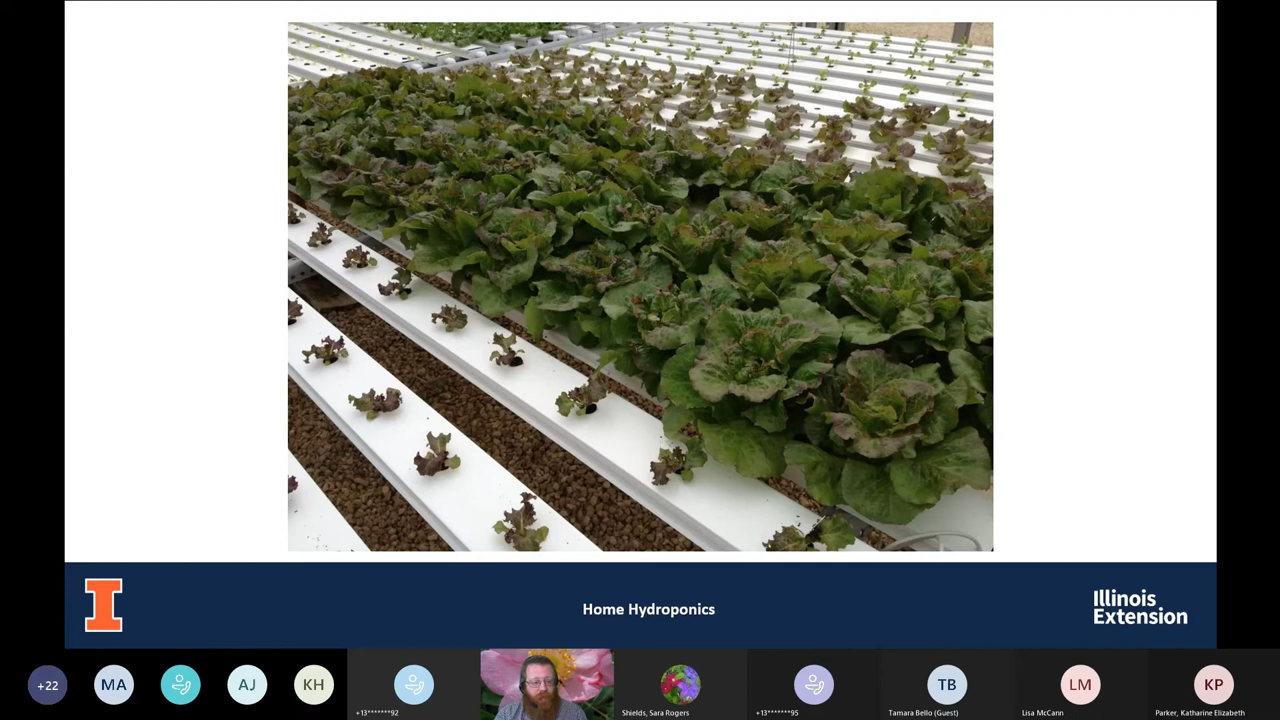 Home Hydroponics
Illinois
Extension
+22
MA
AJ
KH
+13*******92
Shields, Sara Rogers
+13*******95
TB
Tamara Bello (Guest)
LM
Lisa McCann
KP
Parker, Katharine Elizabeth